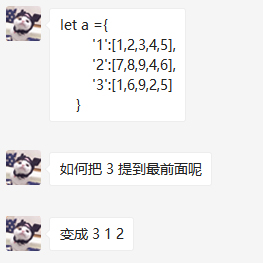 let a ={
'1':[1,2,3,4,5],
'2':[7,8,9,4,6],
'3':[1,6,9,2,5]
}
如何把 3 提到最前面呢
变成 3 1 2